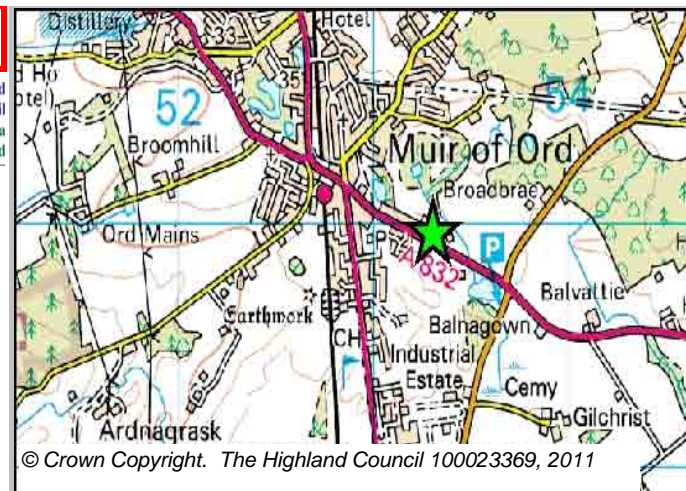 Distillery
Hotel
33
35
52
54
Broomhill
Muir of Ord
Broadbrae
Ord Mains
P
P
A 832
Earthwork
Balvattie
CH
Balnagown
Industrial
Estate
Cemy
Gilchrist
Ardnagrask
© Crown Copyright. The Highland Council 100023369, 2011